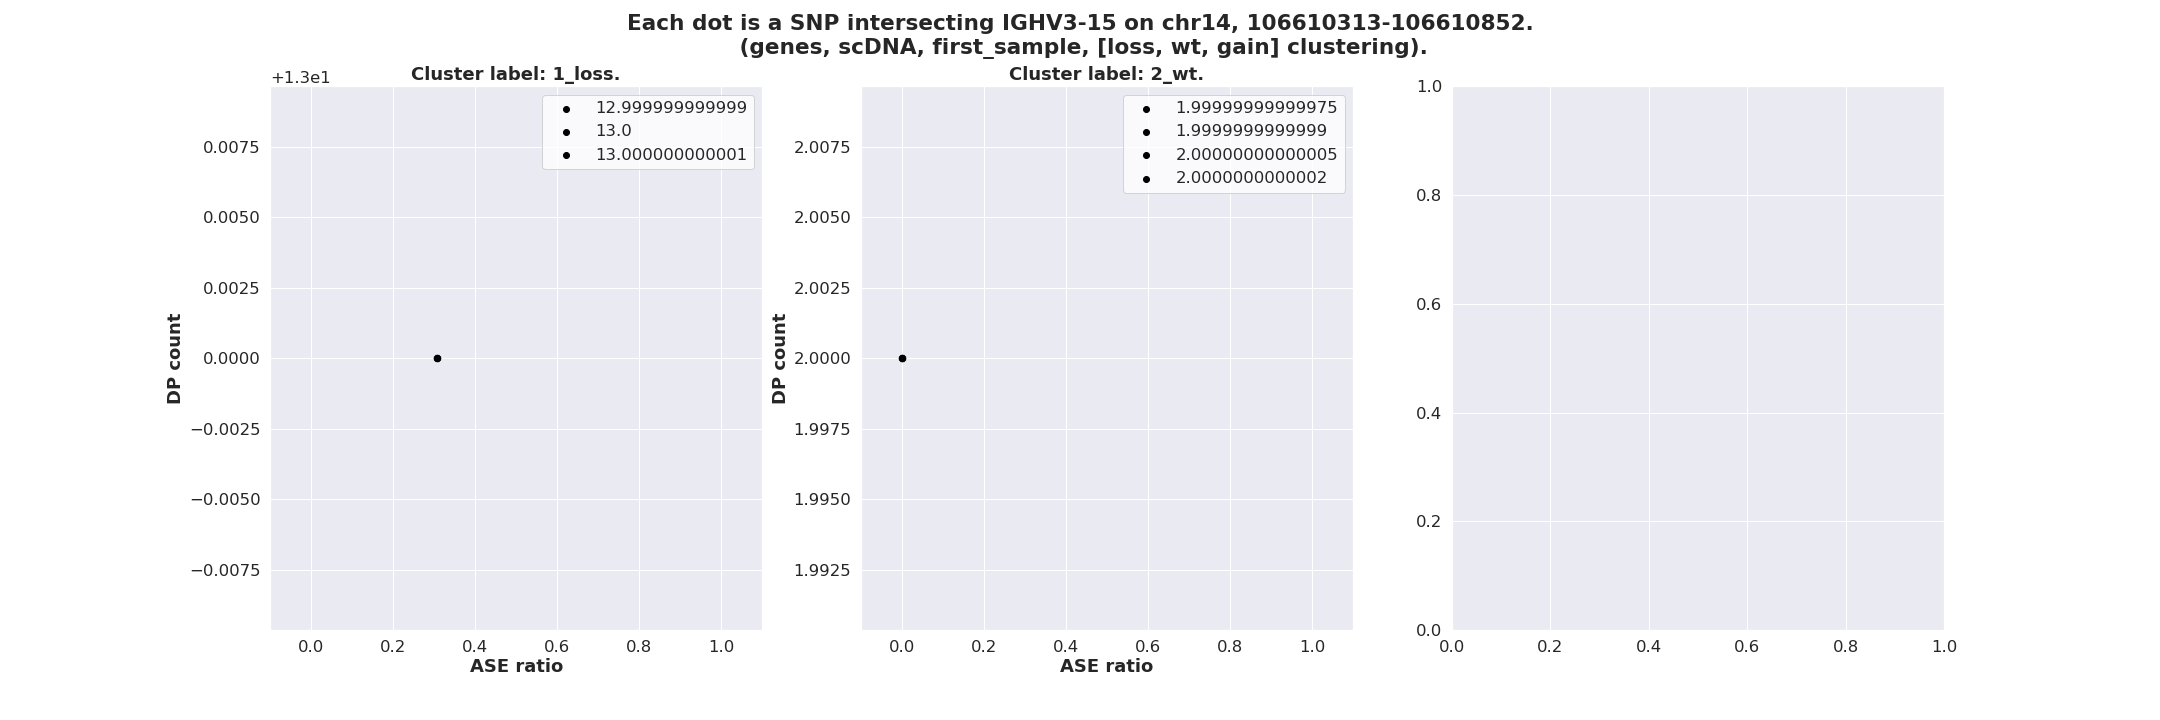 Each dot is a SNP intersecting IGHV3-15 on chr14, 106610313-106610852.
(genes, scDNA, first_sample, [loss, wt, gain] clustering).
+1.3e1
Cluster label: 1_loss.
12.999999999999
13.0
13.000000000001
0.0075
0.0050
0.0025
0.0000
−0.0025
−0.0050
−0.0075
DP count
0.0 0.2 0.4 0.6 0.8 1.0
ASE ratio
Cluster label: 2_wt.
1.99999999999975
1.9999999999999
2.00000000000005
2.0000000000002
2.0075
2.0050
2.0025
2.0000
1.9975
1.9950
1.9925
DP count
0.0 0.2 0.4 0.6 0.8 1.0
ASE ratio
1.0
0.8
0.6
0.4
0.2
0.0
0.0 0.2 0.4 0.6 0.8 1.0